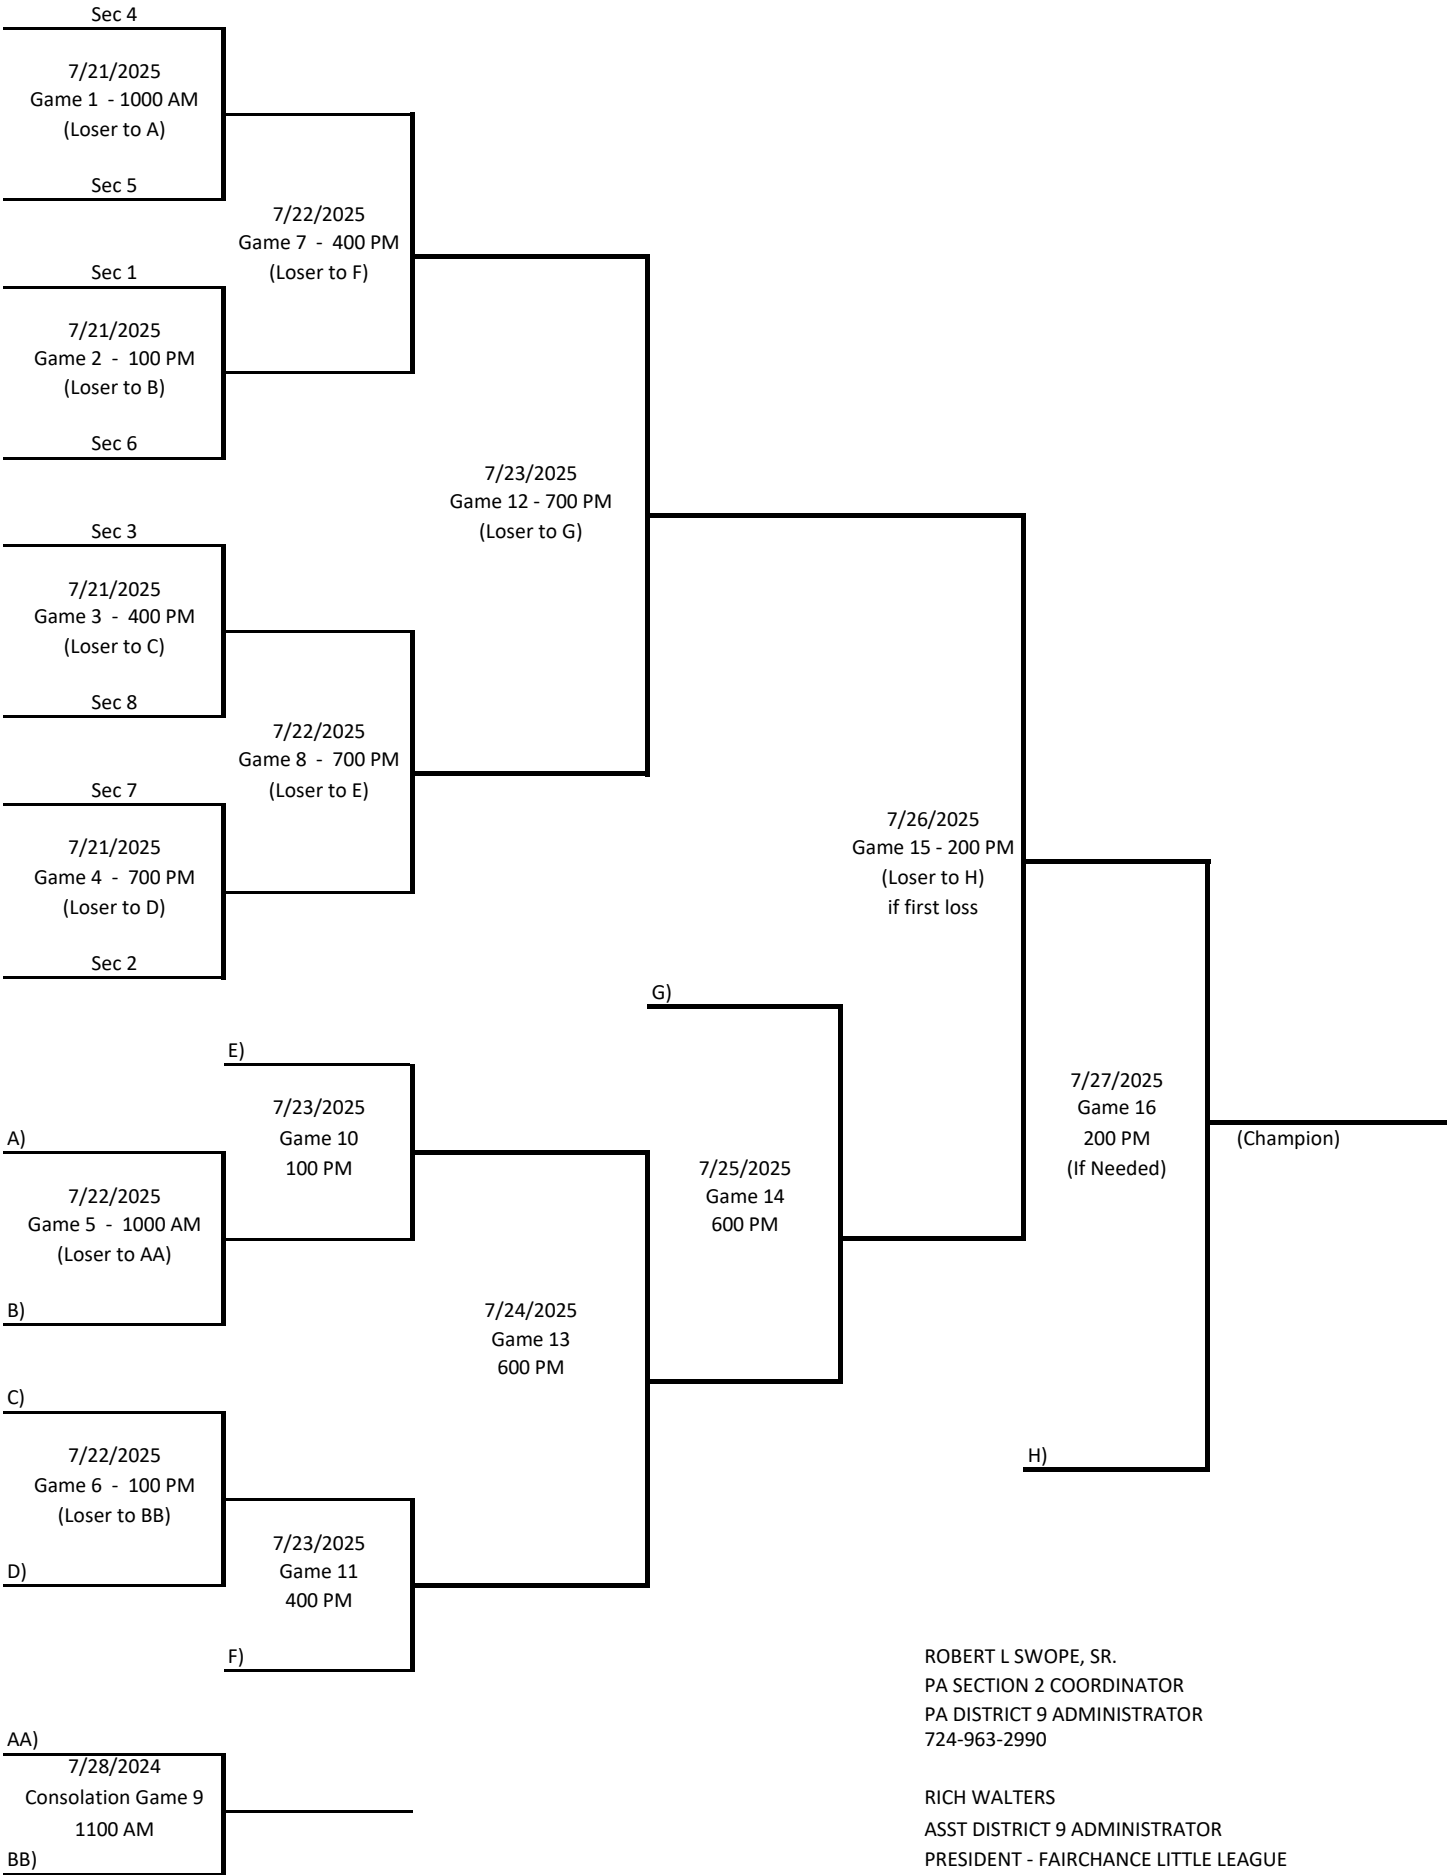 Sec 4
7/21/2025
Game 1  - 1000 AM
(Loser to A)
Sec 5
7/22/2025
Game 7  -  400 PM
(Loser to F)
Sec 1
7/21/2025
Game 2  -  100 PM
(Loser to B)
Sec 6
7/23/2025
Game 12 - 700 PM
(Loser to G)
Sec 3
7/21/2025
Game 3  -  400 PM
(Loser to C)
Sec 8
7/22/2025
Game 8  -  700 PM
(Loser to E)
Sec 7
7/21/2025
Game 4  -  700 PM
(Loser to D)
Sec 2
7/26/2025
Game 15 - 200 PM
(Loser to H)
if first loss
G)
E)
7/23/2025
Game 10
100 PM
A)
7/22/2025
Game 5  -  1000 AM
(Loser to AA)
B)
7/25/2025
Game 14
600 PM
7/27/2025
Game 16
200 PM
(If Needed)
(Champion)
7/24/2025
Game 13
600 PM
C)
7/22/2025
Game 6  -  100 PM
(Loser to BB)
D)
H)
7/23/2025
Game 11
400 PM
F)
AA)
7/28/2024
Consolation Game 9
1100 AM
BB)
ROBERT L SWOPE, SR.
PA SECTION 2 COORDINATOR
PA DISTRICT 9 ADMINISTRATOR
724-963-2990
RICH WALTERS
ASST DISTRICT 9 ADMINISTRATOR
PRESIDENT - FAIRCHANCE LITTLE LEAGUE